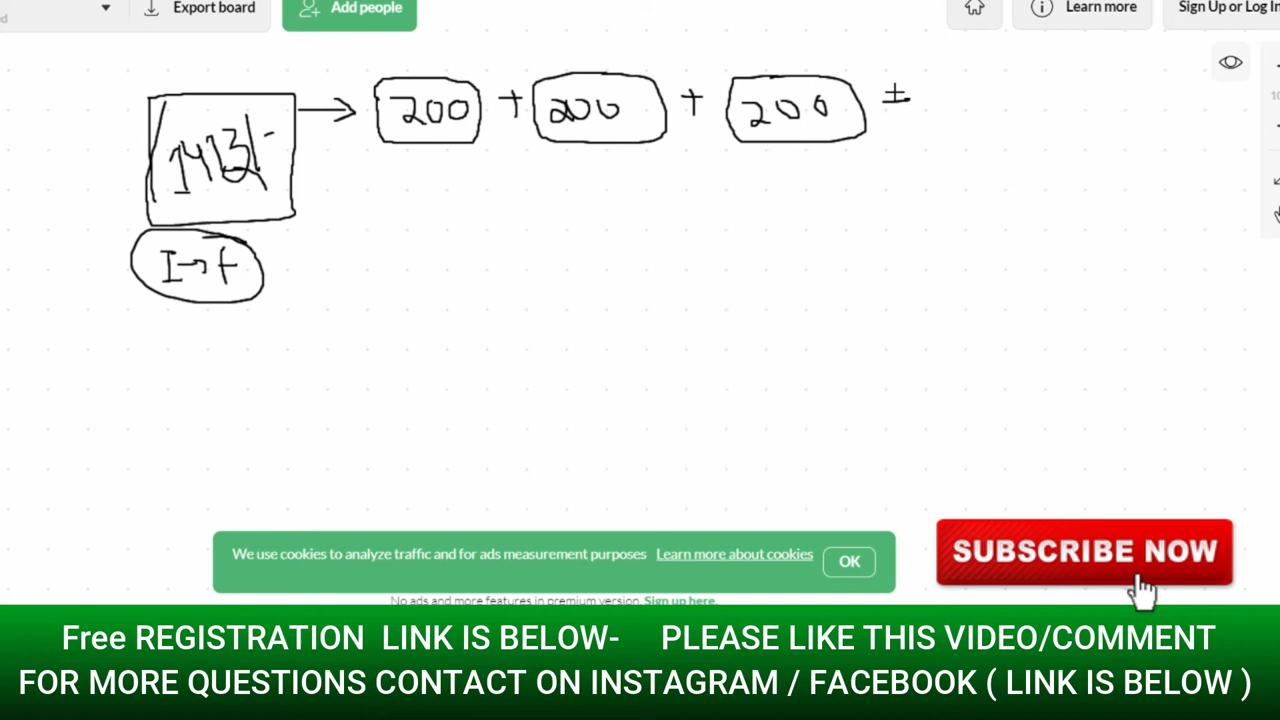 Export board
Add people
Learn more
Sign Up or Log In
1413/- → 200 + 200 + 200 ±
I→f
We use cookies to analyze traffic and for ads measurement purposes Learn more about cookies OK
SUBSCRIBE NOW
No ads and more features in premium version. Sign up here.
Free REGISTRATION LINK IS BELOW- PLEASE LIKE THIS VIDEO/COMMENT
FOR MORE QUESTIONS CONTACT ON INSTAGRAM / FACEBOOK ( LINK IS BELOW )